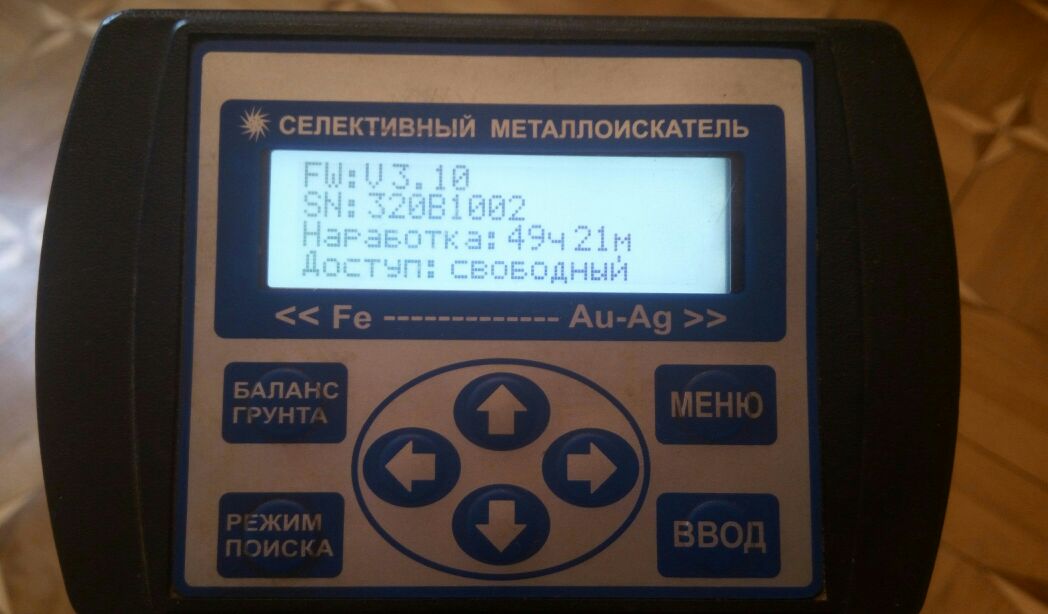 СЕЛЕКТИВНЫЙ МЕТАЛЛОИСКАТЕЛЬ
FW:V3.10
SN:320B1002
Наработка:49ч21м
Доступ: свободный
<< Fe ------------- Au-Ag >>
БАЛАНС
ГРУНТА
МЕНЮ
РЕЖИМ
ПОИСКА
ВВОД